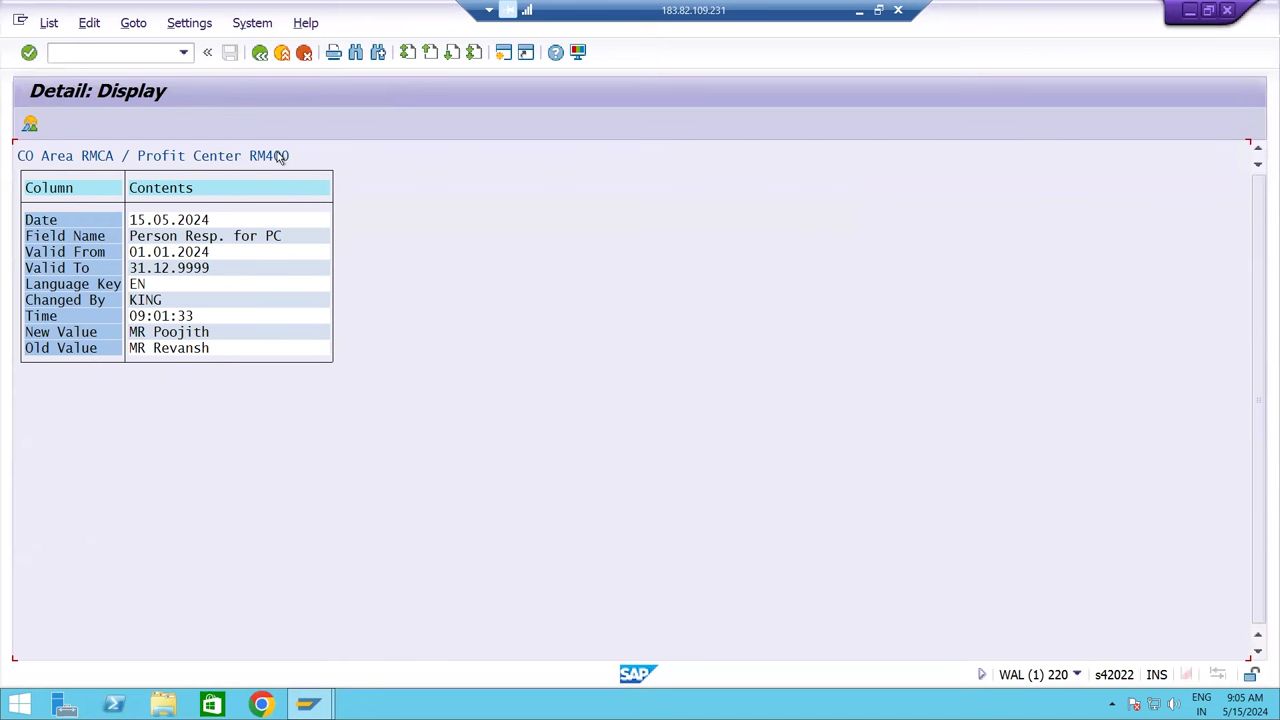 183.82.109.231
List Edit Goto Settings System Help
Detail: Display
CO Area RMCA / Profit Center
Column Contents
Date 15.05.2024
Field Name Person Resp. for PC
Valid From 01.01.2024
Valid To 31.12.9999
Language Key EN
Changed By KING
Time 09:01:33
New Value MR Poojith
Old Value MR Revansh
SAP WAL (1) 220 s42022 INS
ENG 9:05 AM
IN 5/15/2024